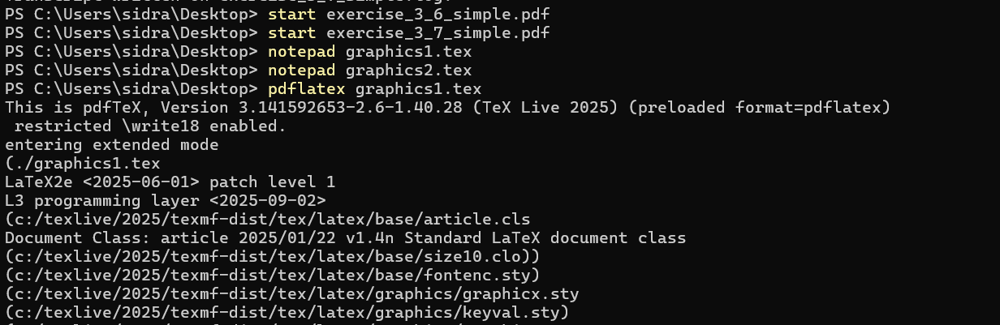 PS C:\Users\sidra\Desktop> start exercise_3_6_simple.pdf
PS C:\Users\sidra\Desktop> start exercise_3_7_simple.pdf
PS C:\Users\sidra\Desktop> notepad graphics1.tex
PS C:\Users\sidra\Desktop> notepad graphics2.tex
PS C:\Users\sidra\Desktop> pdflatex graphics1.tex
This is pdfTeX, Version 3.141592653-2.6-1.40.28 (TeX Live 2025) (preloaded format=pdflatex)
 restricted \write18 enabled.
entering extended mode
(./graphics1.tex
LaTeX2e <2025-06-01> patch level 1
L3 programming layer <2025-09-02>
(c:/texlive/2025/texmf-dist/tex/latex/base/article.cls
Document Class: article 2025/01/22 v1.4n Standard LaTeX document class
(c:/texlive/2025/texmf-dist/tex/latex/base/size10.clo))
(c:/texlive/2025/texmf-dist/tex/latex/base/fontenc.sty)
(c:/texlive/2025/texmf-dist/tex/latex/graphics/graphicx.sty
(c:/texlive/2025/texmf-dist/tex/latex/graphics/keyval.sty)